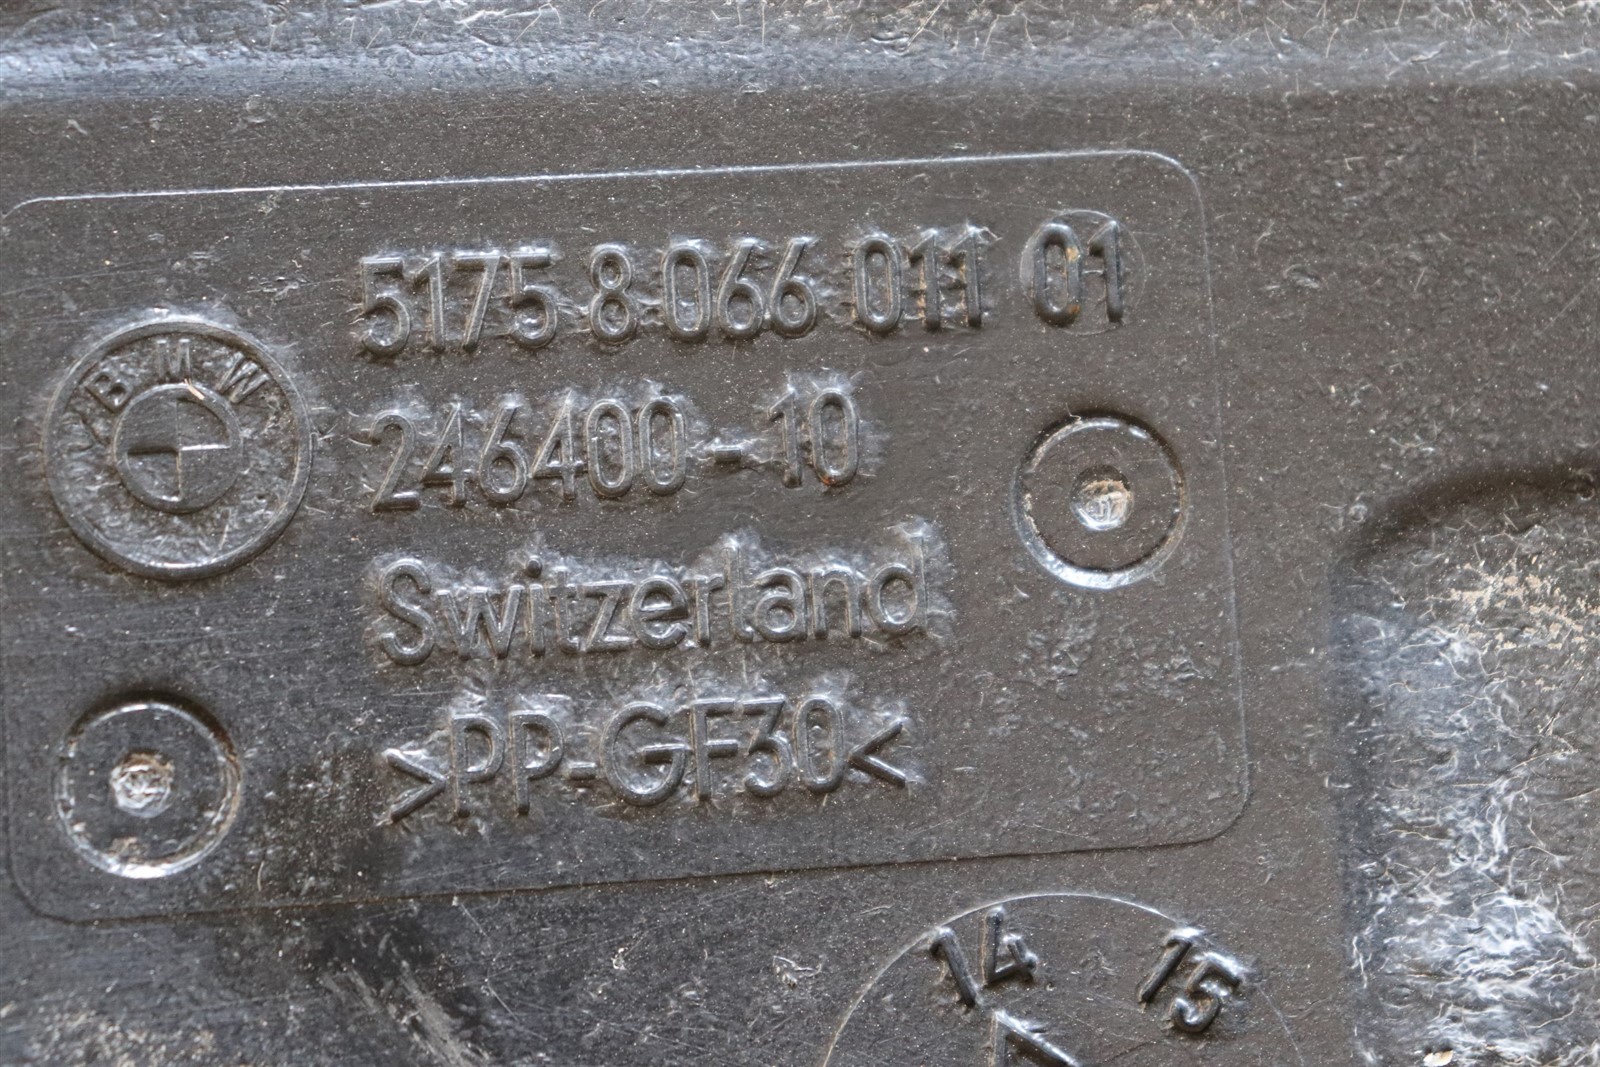 BMW
5175 8 066 011 01
246400-10
Switzerland
>PP-GF30<
14 15